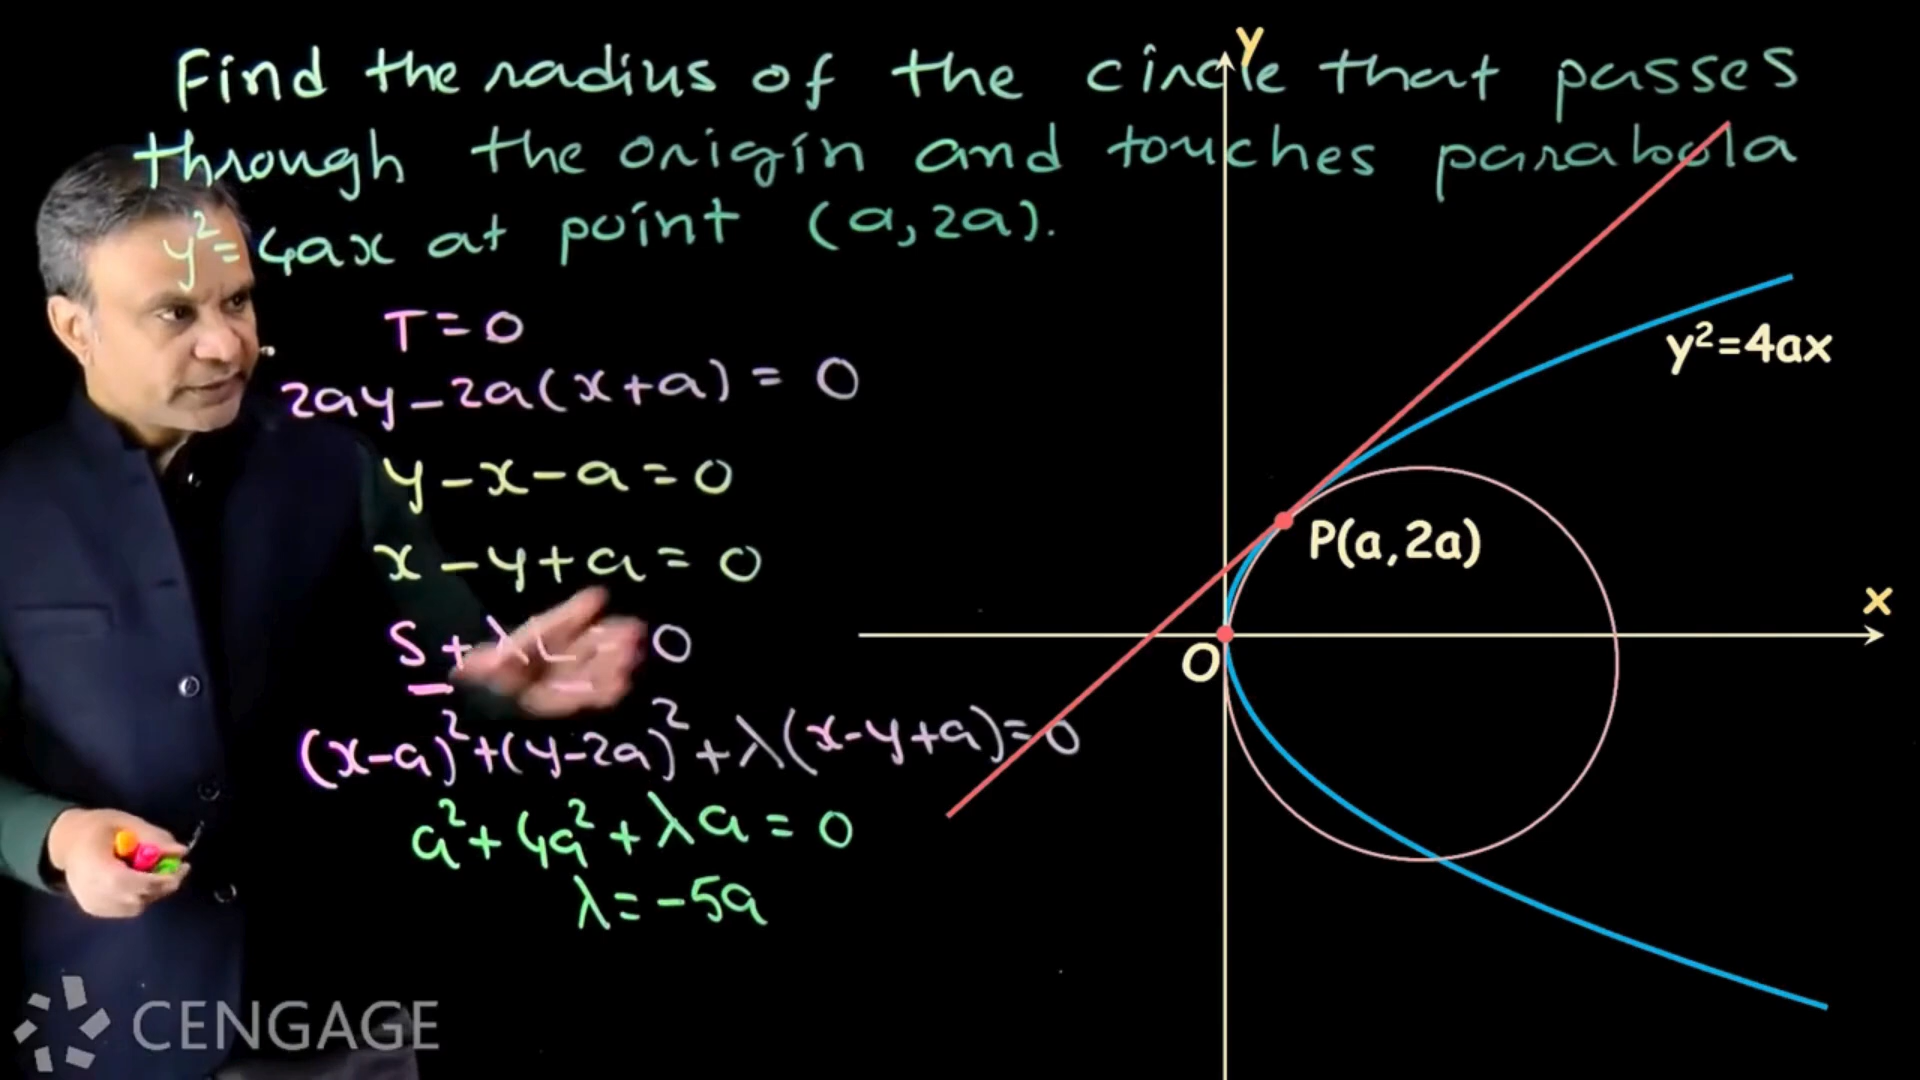 Find the radius of the circle that passes
through the origin and touches parabola
y²=4ax at point (a,2a).
T=0
2ay-2a(x+a)=0
y-x-a=0
x-y+a=0
S+λL=0
(x-a)²+(y-2a)²+λ(x-y+a)=0
a²+4a²+λa=0
λ=-5a
y
y²=4ax
P(a,2a)
x
O
CENGAGE